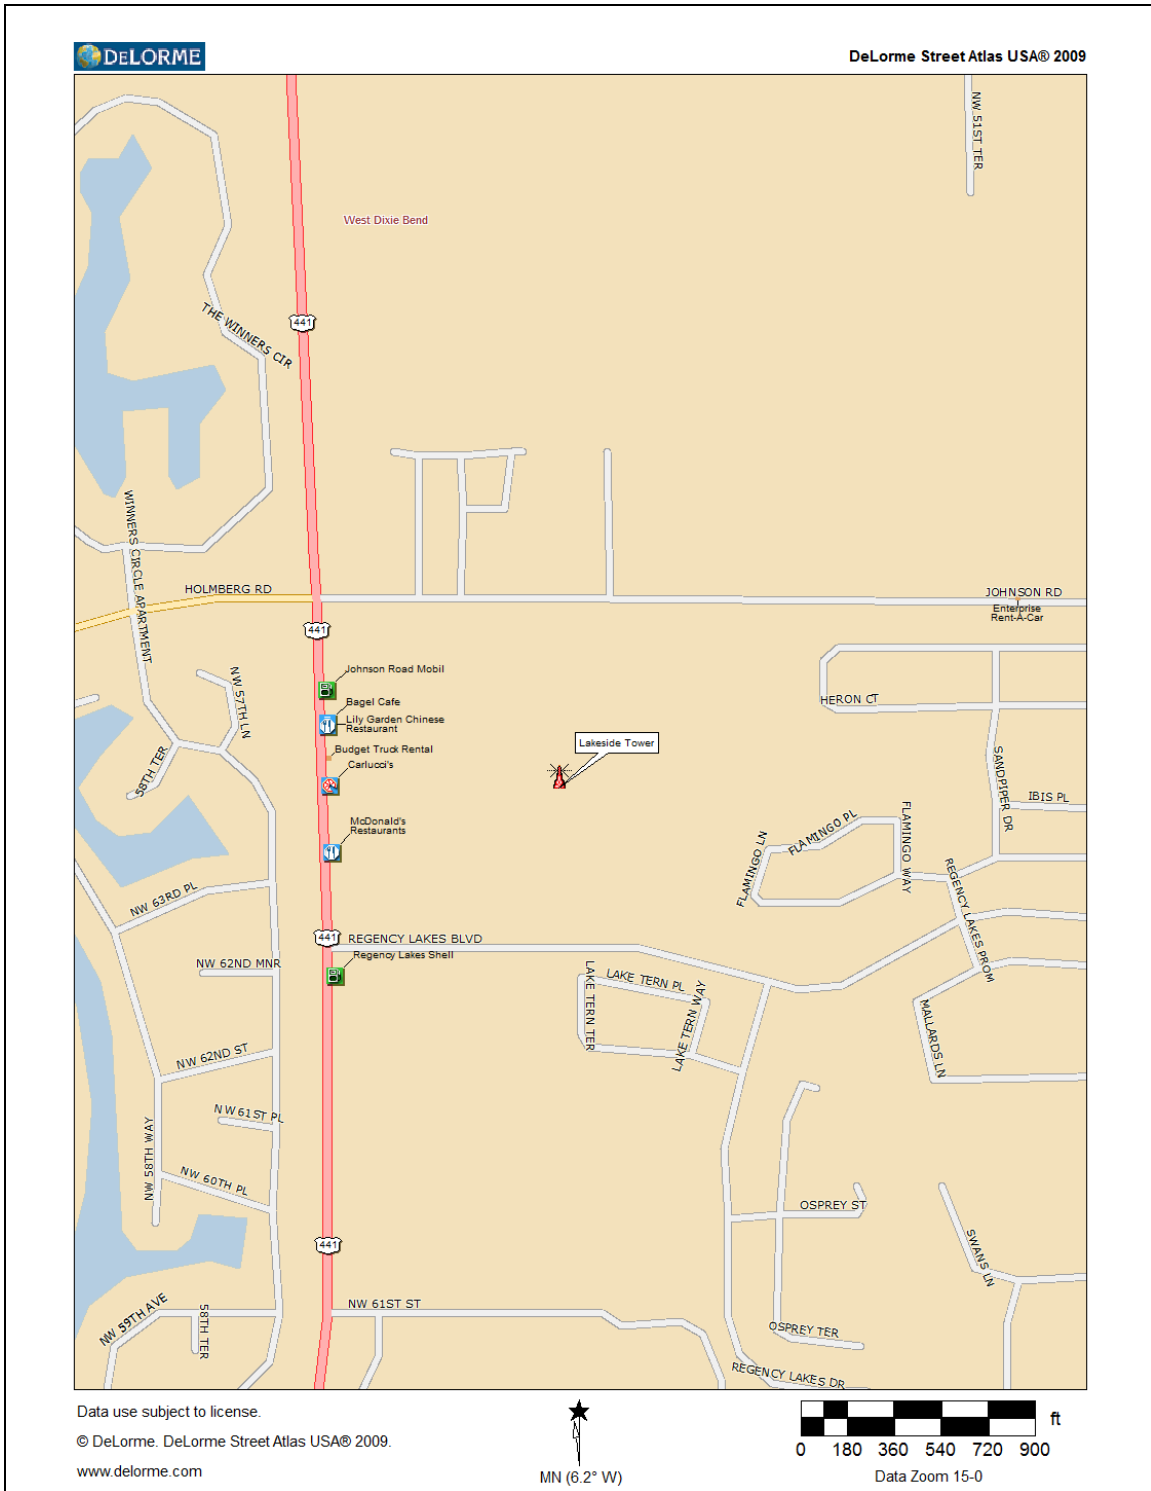 DELORME
DeLorme Street Atlas USA® 2009
NW 51ST TER
West Dixie Bend
441
THE WINNERS CIR
WINNERS CIRCLE APARTMENT
HOLMBERG RD
JOHNSON RD
Enterprise
Rent-A-Car
441
Johnson Road Mobil
NW 57TH LN
HERON CT
Bagel Cafe
Lily Garden Chinese
Restaurant
Budget Truck Rental
Carlucci's
Lakeside Tower
58TH TER
SANDPIPER DR
IBIS PL
McDonald's
Restaurants
FLAMINGO LN
FLAMINGO PL
FLAMINGO WAY
REGENCY LAKES PROM
NW 63RD PL
441
REGENCY LAKES BLVD
Regency Lakes Shell
NW 62ND MNR
LAKE TERN TER
LAKE TERN PL
LAKE TERN WAY
MALLARDS LN
NW 62ND ST
NW 61ST PL
NW 58TH WAY
NW 60TH PL
OSPREY ST
SWANS LN
441
NW 59TH AVE
58TH TER
NW 61ST ST
OSPREY TER
REGENCY LAKES DR
Data use subject to license.
© DeLorme. DeLorme Street Atlas USA® 2009.
www.delorme.com
MN (6.2° W)
ft
0 180 360 540 720 900
Data Zoom 15-0